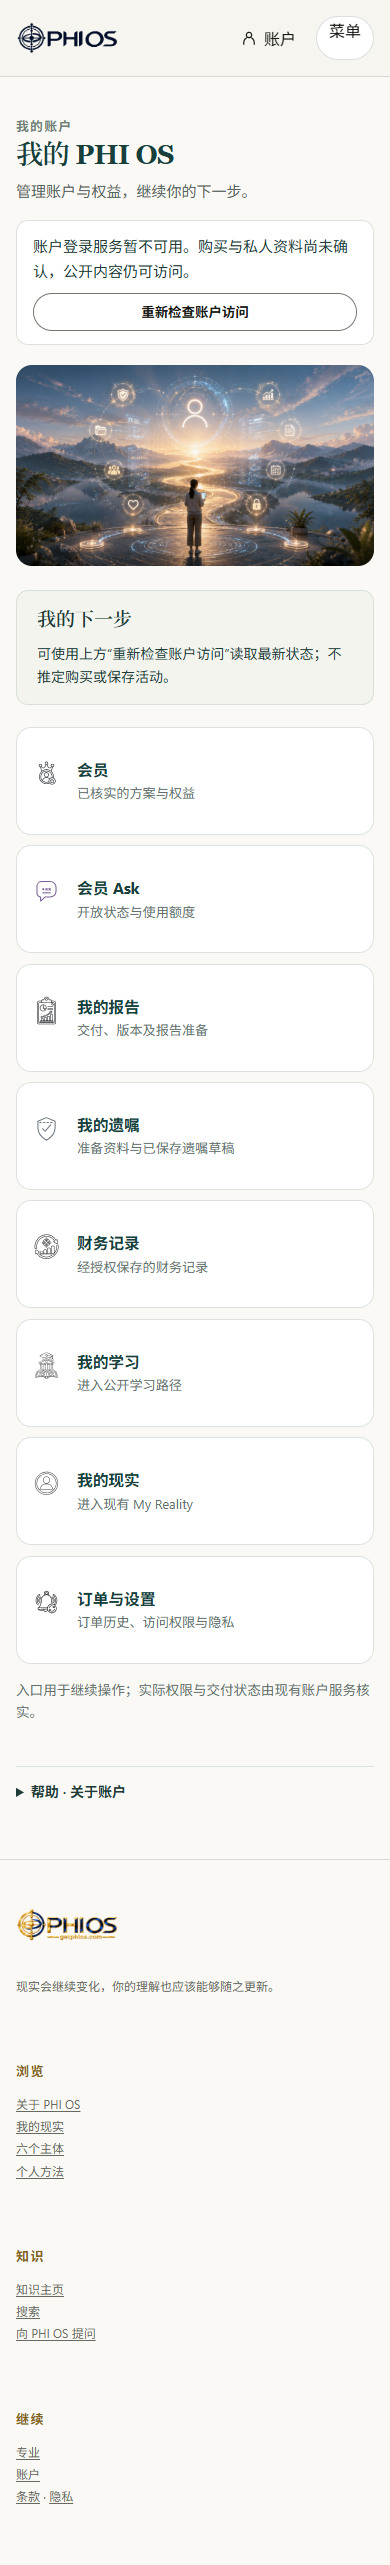 PHI OS
账户
菜单
我的账户
我的 PHI OS
管理账户与权益，继续你的下一步。
账户登录服务暂不可用。购买与私人资料尚未确
认，公开内容仍可访问。
重新检查账户访问
我的下一步
可使用上方“重新检查账户访问”读取最新状态；不
推定购买或保存活动。
会员
已核实的方案与权益
会员 Ask
开放状态与使用额度
我的报告
交付、版本及报告准备
我的遗嘱
准备资料与已保存遗嘱草稿
财务记录
经授权保存的财务记录
我的学习
进入公开学习路径
我的现实
进入现有 My Reality
订单与设置
订单历史、访问权限与隐私
入口用于继续操作；实际权限与交付状态由现有账户服务核
实。
帮助 · 关于账户
PHI OS
getphios.com
现实会继续变化，你的理解也应该能够随之更新。
浏览
关于 PHI OS
我的现实
六个主体
个人方法
知识
知识主页
搜索
向 PHI OS 提问
继续
专业
账户
条款 · 隐私